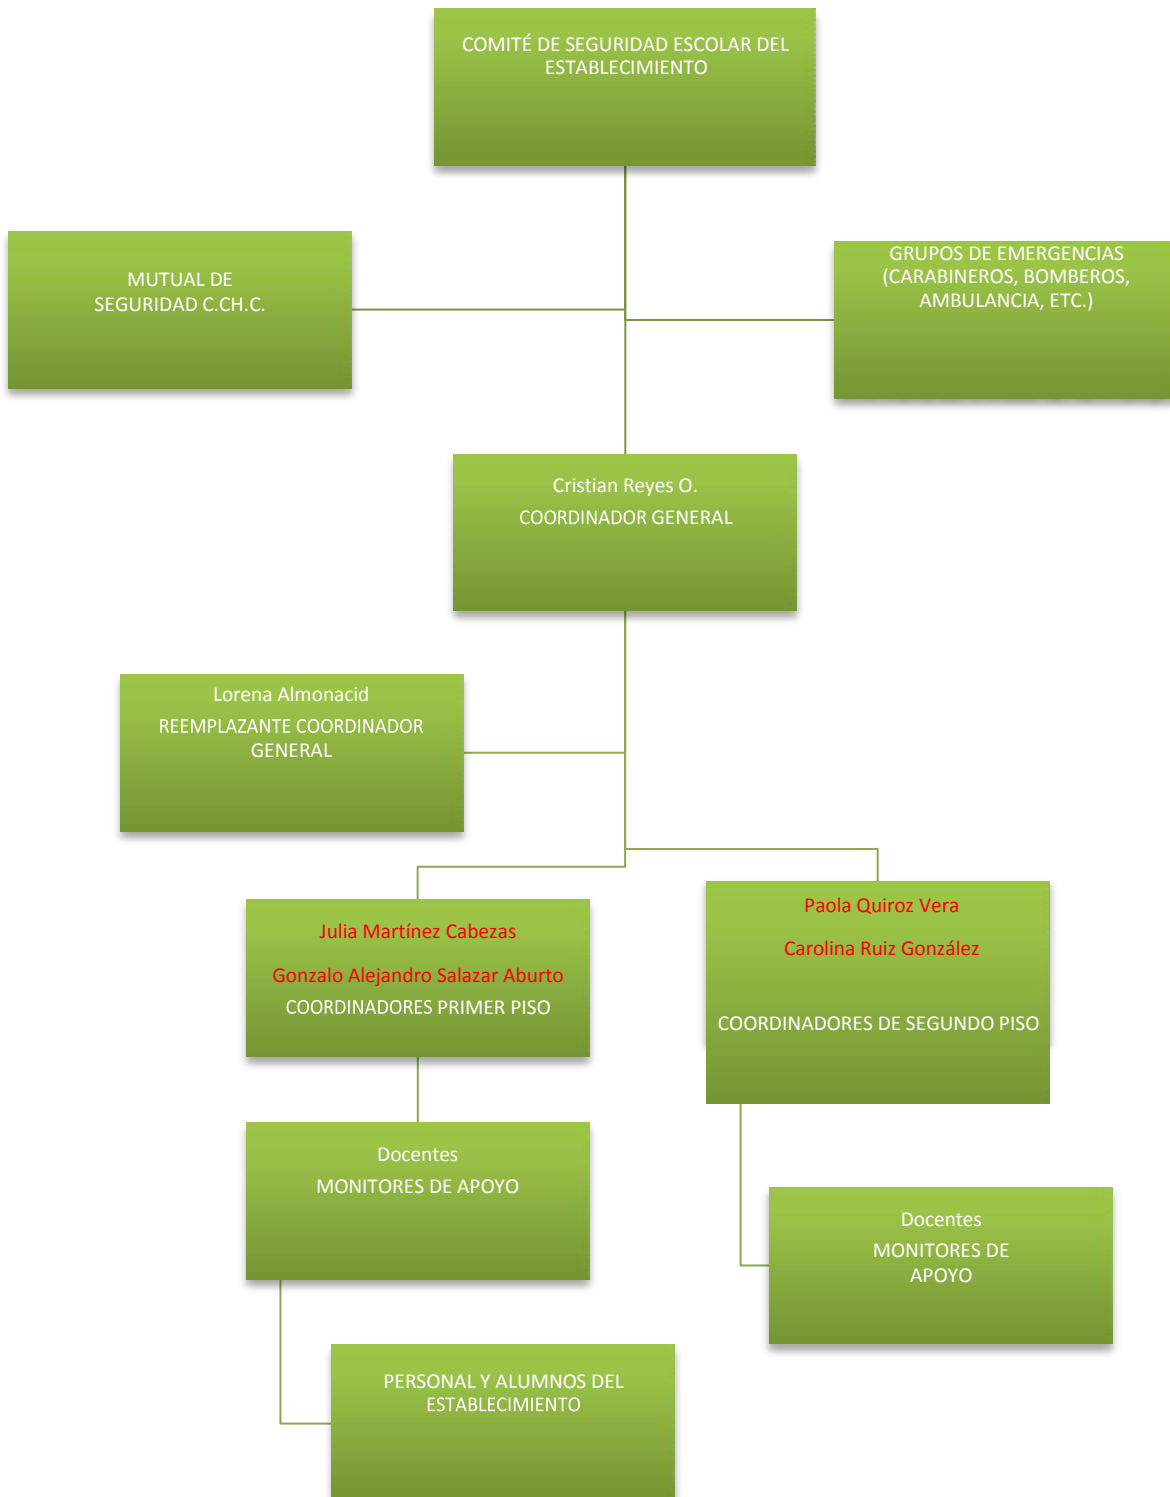 COMITÉ DE SEGURIDAD ESCOLAR DEL
ESTABLECIMIENTO
MUTUAL DE
SEGURIDAD C.CH.C.
GRUPOS DE EMERGENCIAS
(CARABINEROS, BOMBEROS,
AMBULANCIA, ETC.)
Cristian Reyes O.
COORDINADOR GENERAL
Lorena Almonacid
REEMPLAZANTE COORDINADOR
GENERAL
Julia Martínez Cabezas
Gonzalo Alejandro Salazar Aburto
COORDINADORES PRIMER PISO
Paola Quiroz Vera
Carolina Ruiz González
COORDINADORES DE SEGUNDO PISO
Docentes
MONITORES DE APOYO
Docentes
MONITORES DE
APOYO
PERSONAL Y ALUMNOS DEL
ESTABLECIMIENTO